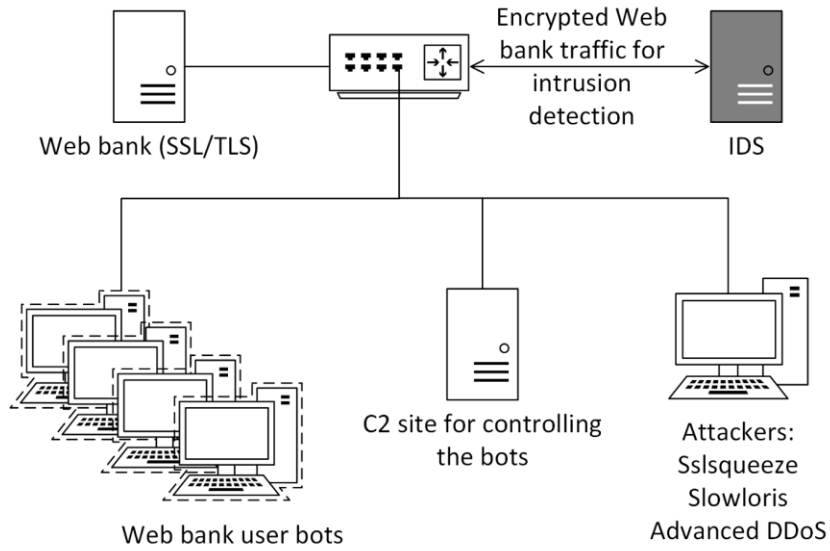 Encrypted Web
bank traffic for
intrusion
detection
Web bank (SSL/TLS)
IDS
C2 site for controlling
the bots
Attackers:
Sslsqueeze
Slowloris
Advanced DDoS
Web bank user bots